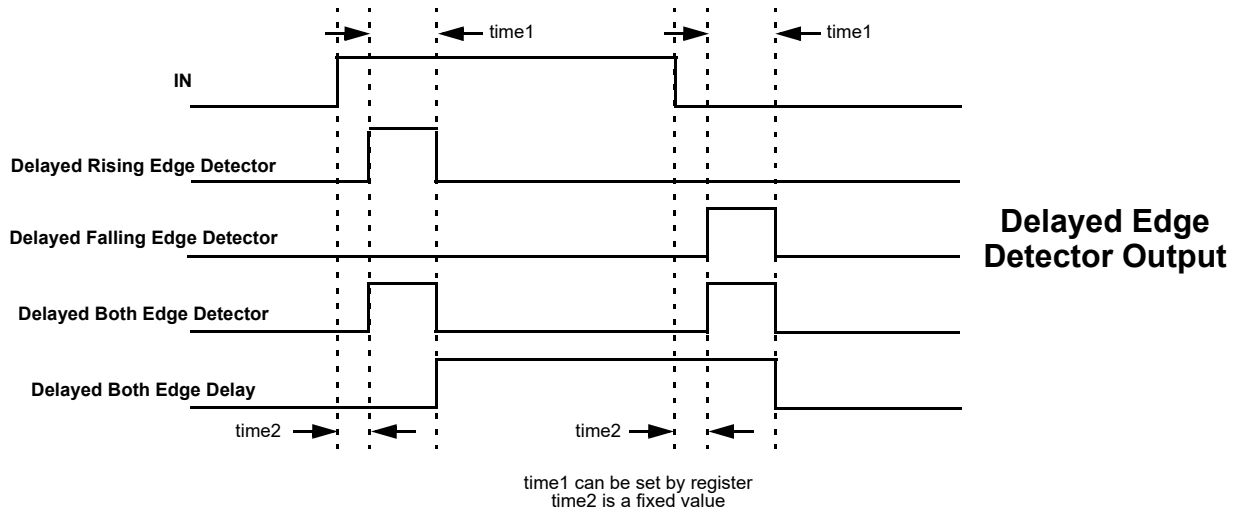 time1
time1
IN
Delayed Rising Edge Detector
Delayed Falling Edge Detector
Delayed Edge
Detector Output
Delayed Both Edge Detector
Delayed Both Edge Delay
time2
time2
time1 can be set by register
time2 is a fixed value